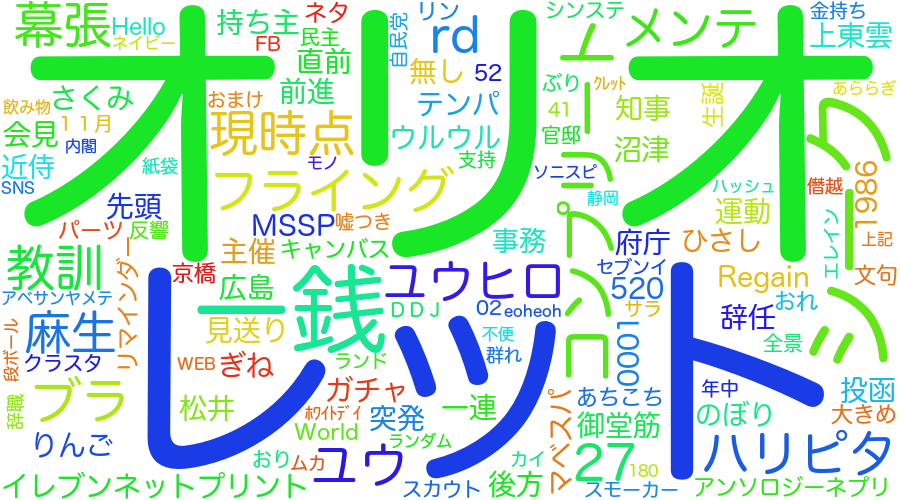 幕張
Hello
ネイビー
持ち主
ネタ
FB
民主
直前
自民党
リン
rd
シンステ
メンテ
金持ち
上東雲
オリオ
無し
52
ぶり
ｸﾚｯﾄ
生誕
あららぎ
飲み物
さくみ
おまけ
前進
現時点
テンパ
ウルウル
41
官邸
知事
沼津
会見
11月
内閣
近侍
紙袋
モノ
支持
ソニスピ
静岡
ハッシュ
僭越
1986
SNS
先頭
フライング
パーツ
反響
MSSP
嘘つき
運動
エレイン
上記
教訓
主催
キャンバス
事務
府庁
ひさし
京橋
広島
銭
ユウヒロ
セブンイ
520
Regain
文句
アベサンヤメテ
麻生
リマインダー
見送り
DDJ
02
eoheoh
サラ
おれ
辞任
段ボール
クラスタ
WEB
ぎね
ランド
不便
群れ
0001
全景
レット
ブラ
ガチャ
一連
あちこち
年中
投函
辞職
松井
ﾎﾜｲﾄﾃﾞｲ
突発
マベスパ
御堂筋
のぼり
大きめ
りんご
World
ランダム
ユウ
おり
ムカ
カイ
27
180
ハリピタ
イレブンネットプリント
スカウト
後方
スモーカー
アンソロジーネプリ